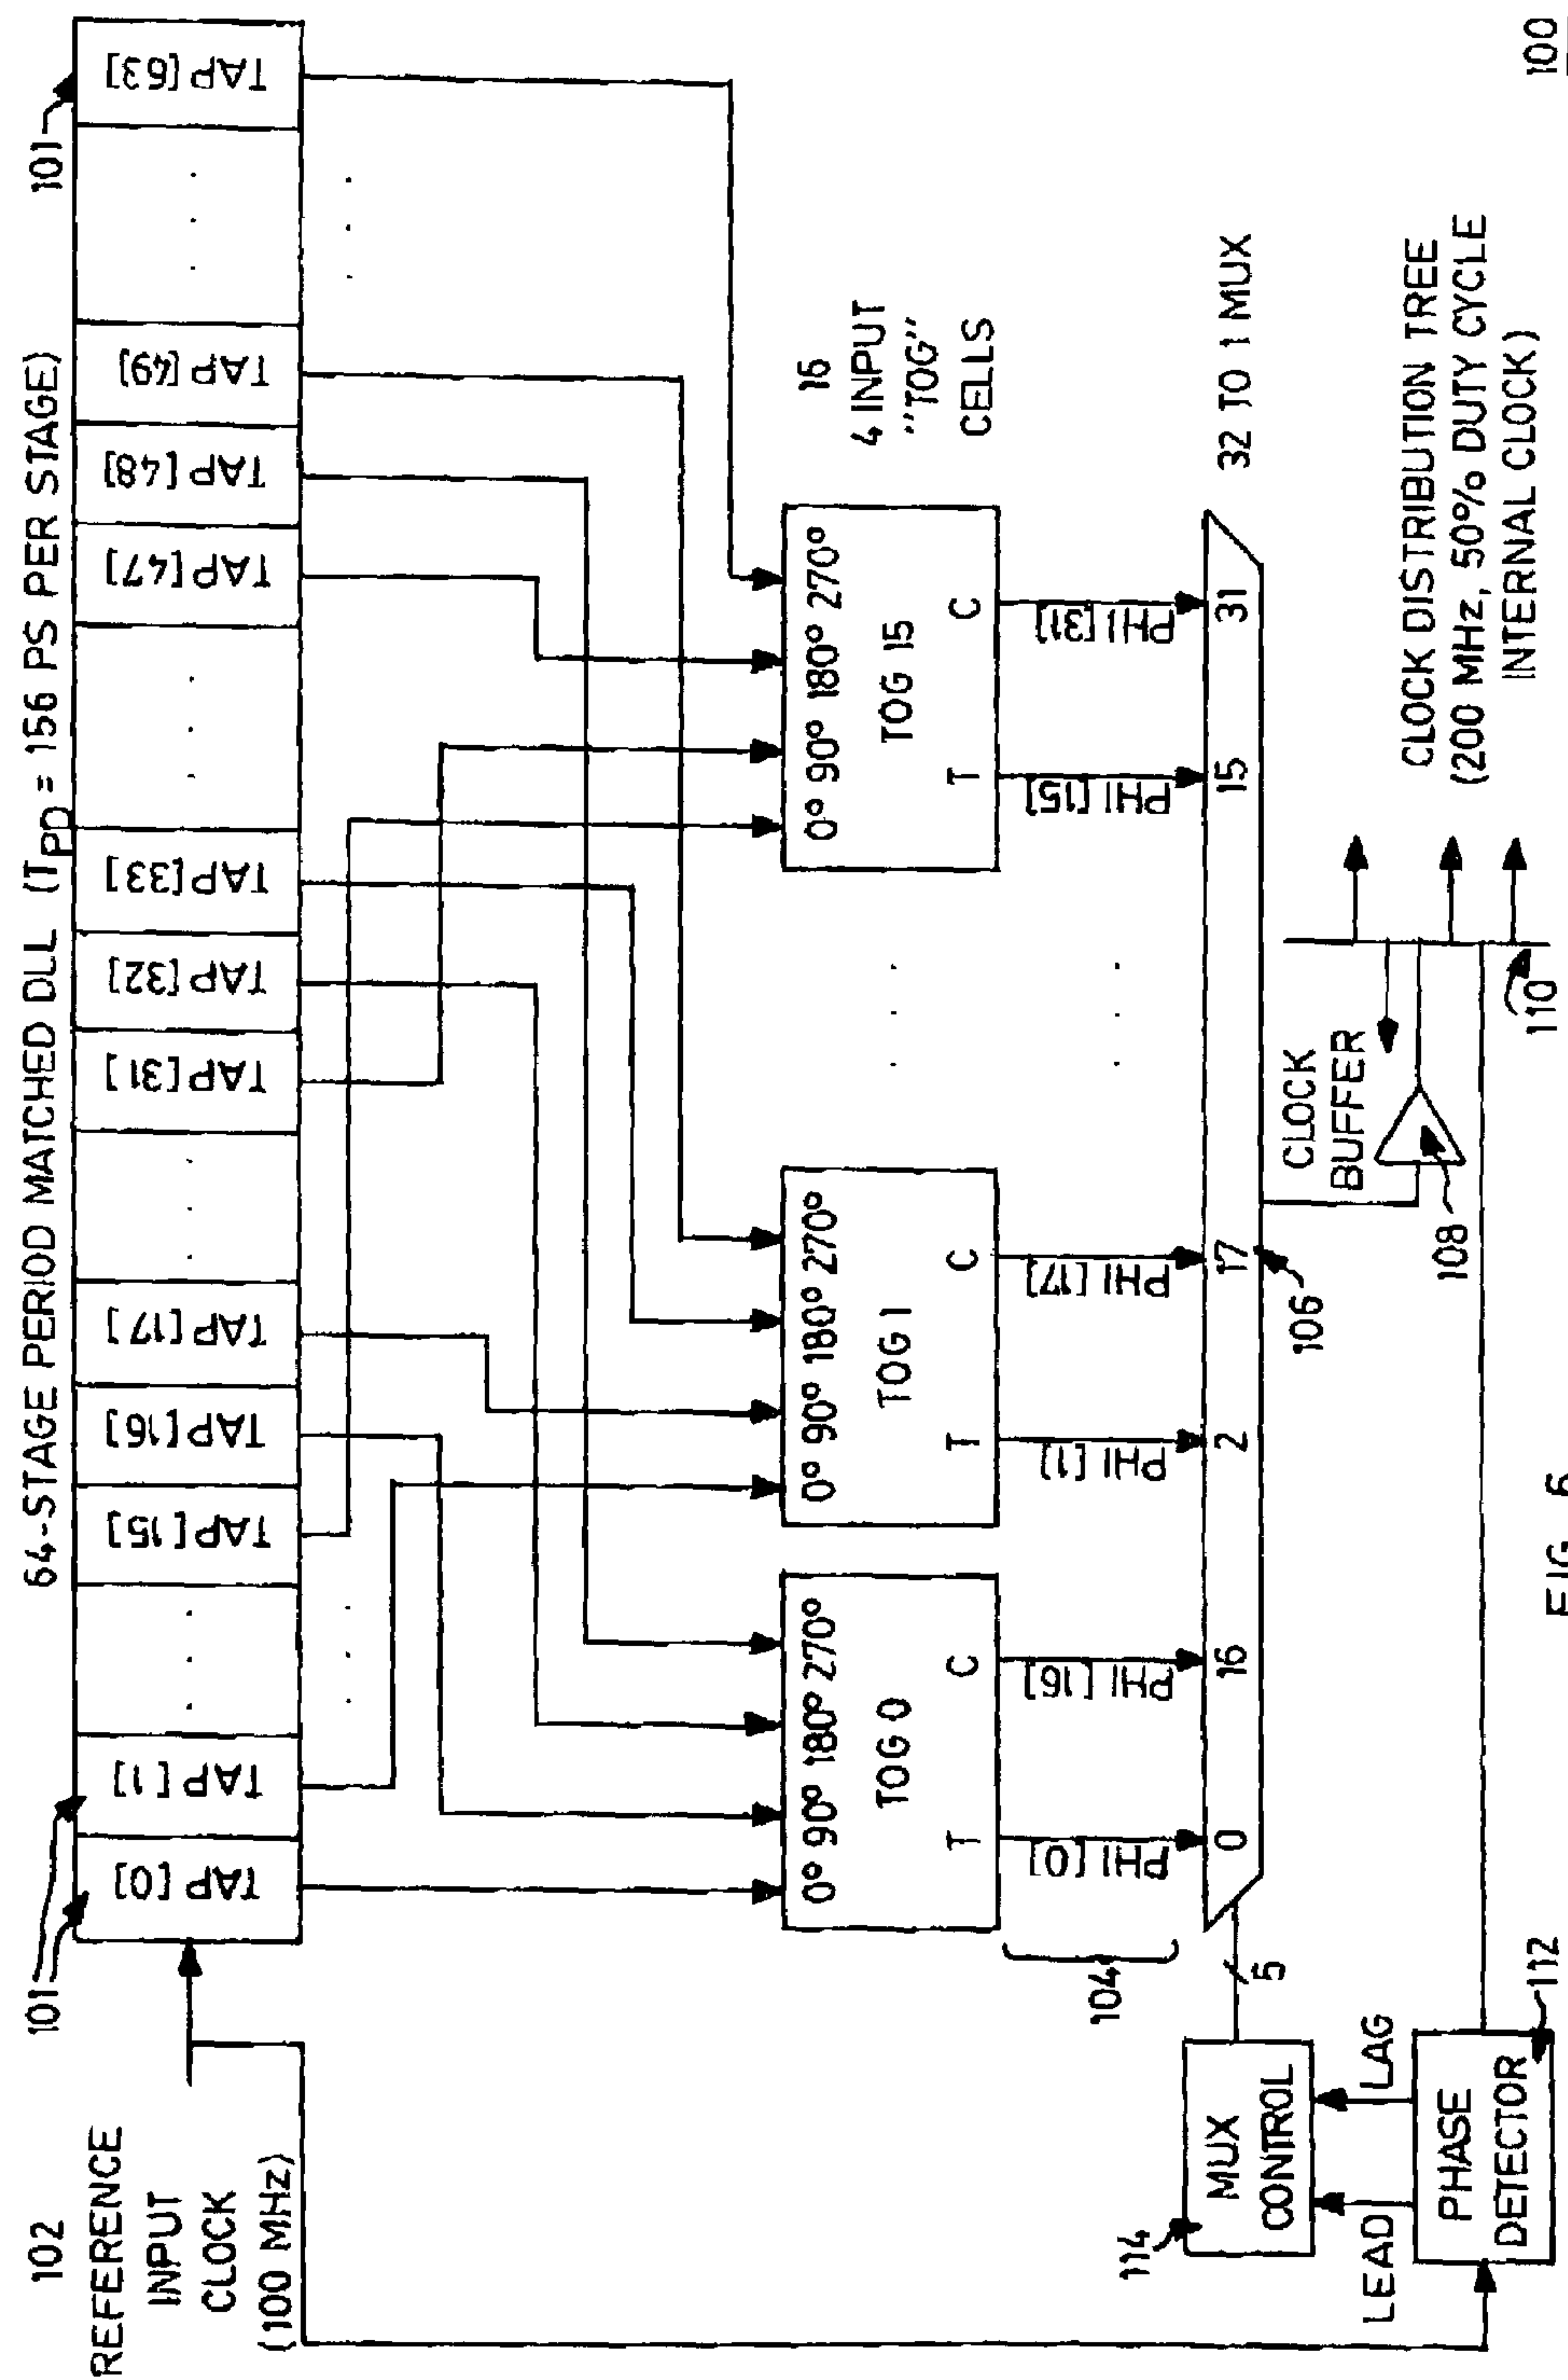 64-STAGE PERIOD MATCHED DLL (TPD = 156 PS PER STAGE)
101
101
102
REFERENCE
INPUT
CLOCK
(100 MHz)
TAP [0]
TAP [1]
. . .
TAP [15]
TAP [16]
TAP [17]
. . .
TAP [31]
TAP [32]
TAP [33]
. . .
TAP [47]
TAP [48]
TAP [49]
. . .
TAP [63]
. . .
. . .
0° 90° 180° 270°
TOG 0
T C
0° 90° 180° 270°
TOG 1
T C
. . .
0° 90° 180° 270°
TOG 15
T C
16
4 INPUT
"TOG"
CELLS
104
PHI [0]
PHI [16]
PHI [1]
PHI [17]
. . .
PHI [15]
PHI [31]
0 16 2 17 15 31
32 TO 1 MUX
106
5
114
MUX
CONTROL
LEAD
LAG
PHASE
DETECTOR
112
CLOCK
BUFFER
108
110
CLOCK DISTRIBUTION TREE
(200 MHz, 50% DUTY CYCLE
INTERNAL CLOCK)
FIG. 6
100